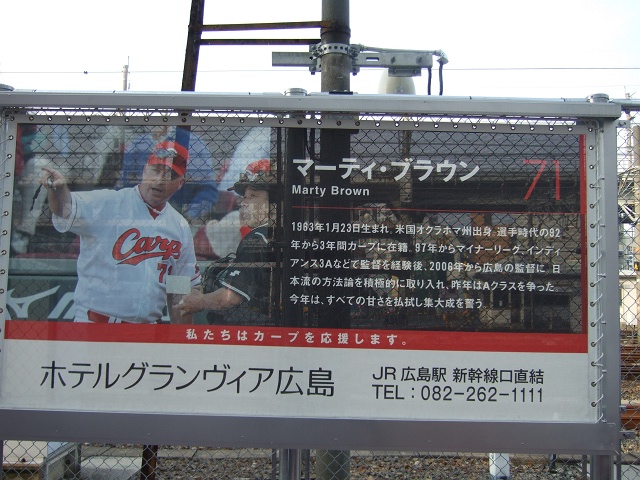 マーティ・ブラウン
71
Marty Brown
1963年1月23日生まれ, 米国オクラホマ州出身。選手時代の92
年から3年間カープに在籍。97年からマイナーリーグ、インディ
アンス3Aなどで監督を経験後、2006年から広島の監督に。日
本流の方法論を積極的に取り入れ、昨年はAクラスを争った。
今年は、すべての甘さを払拭し集大成を誓う。
Carp
71
私たちはカープを応援します。
ホテルグランヴィア広島
JR 広島駅 新幹線口直結
TEL : 082-262-1111